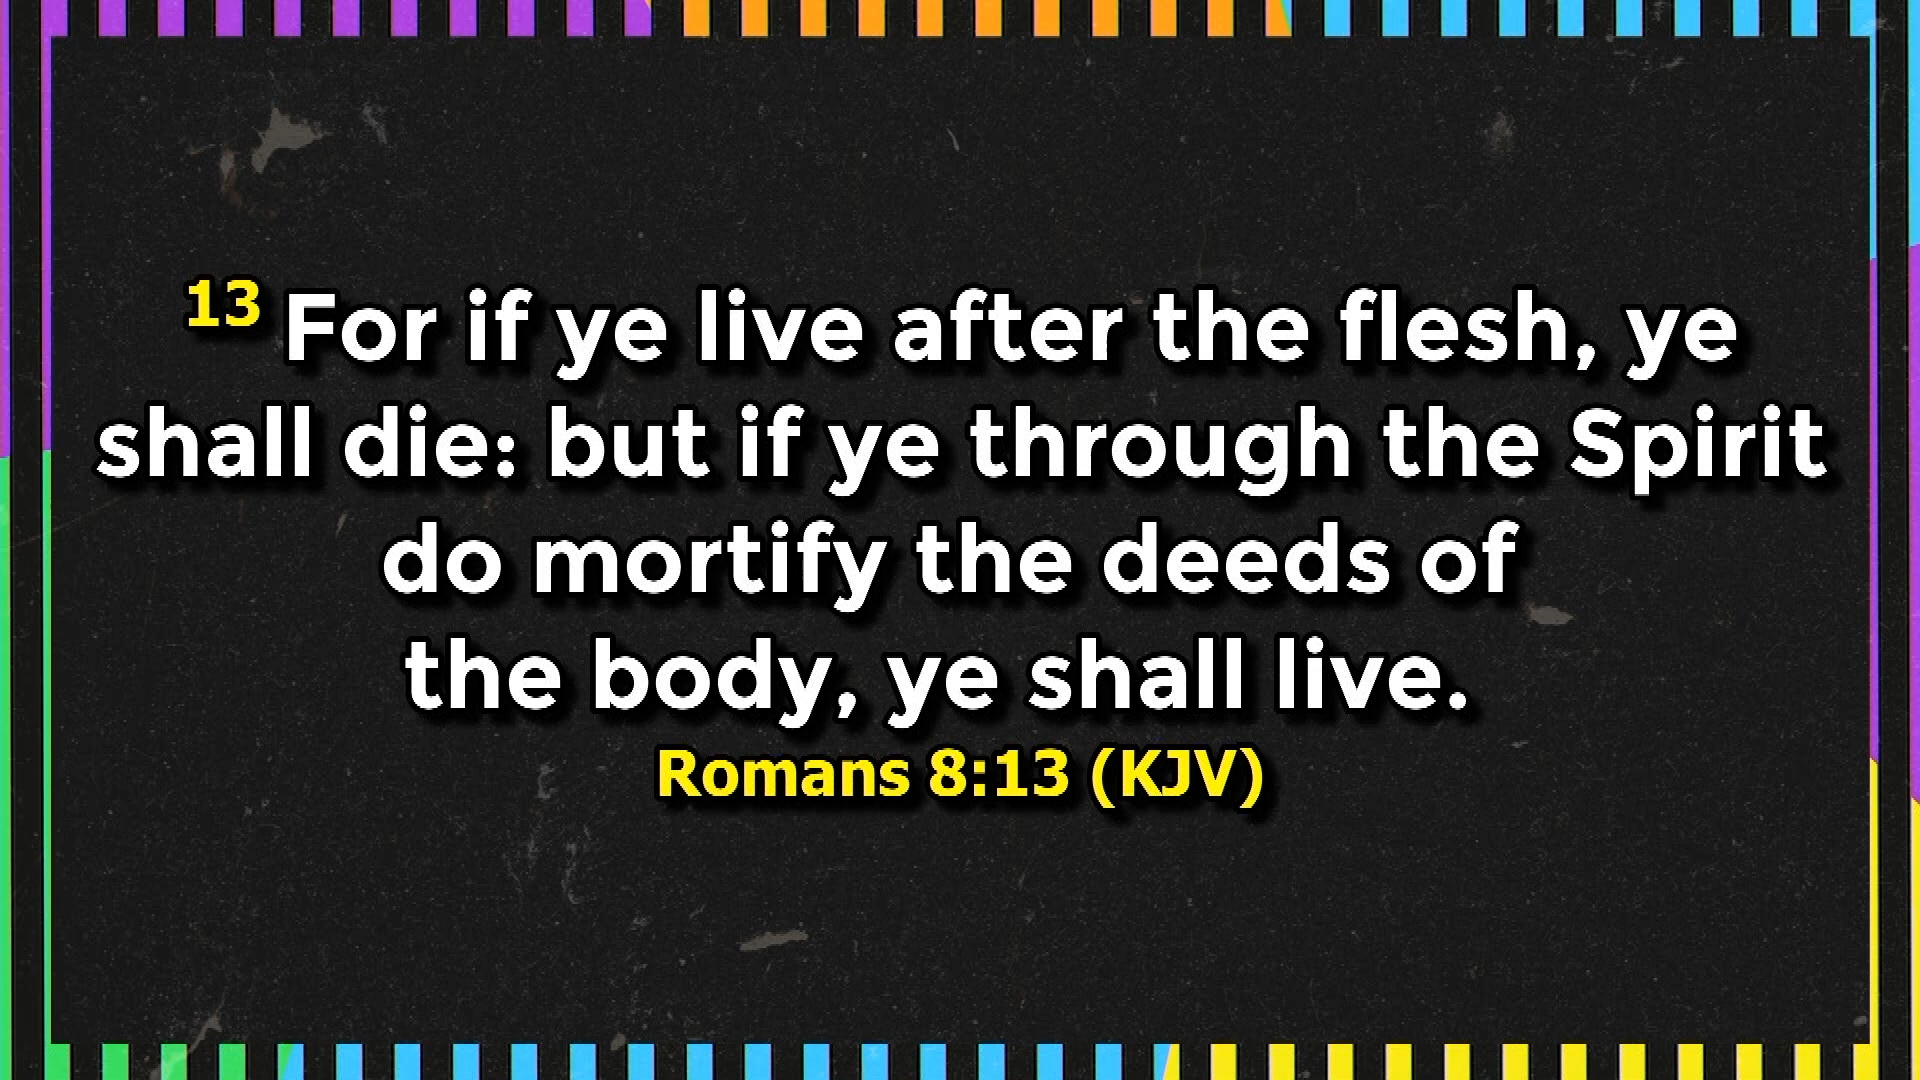 13 For if ye live after the flesh, ye
shall die: but if ye through the Spirit
do mortify the deeds of
the body, ye shall live.
Romans 8:13 (KJV)